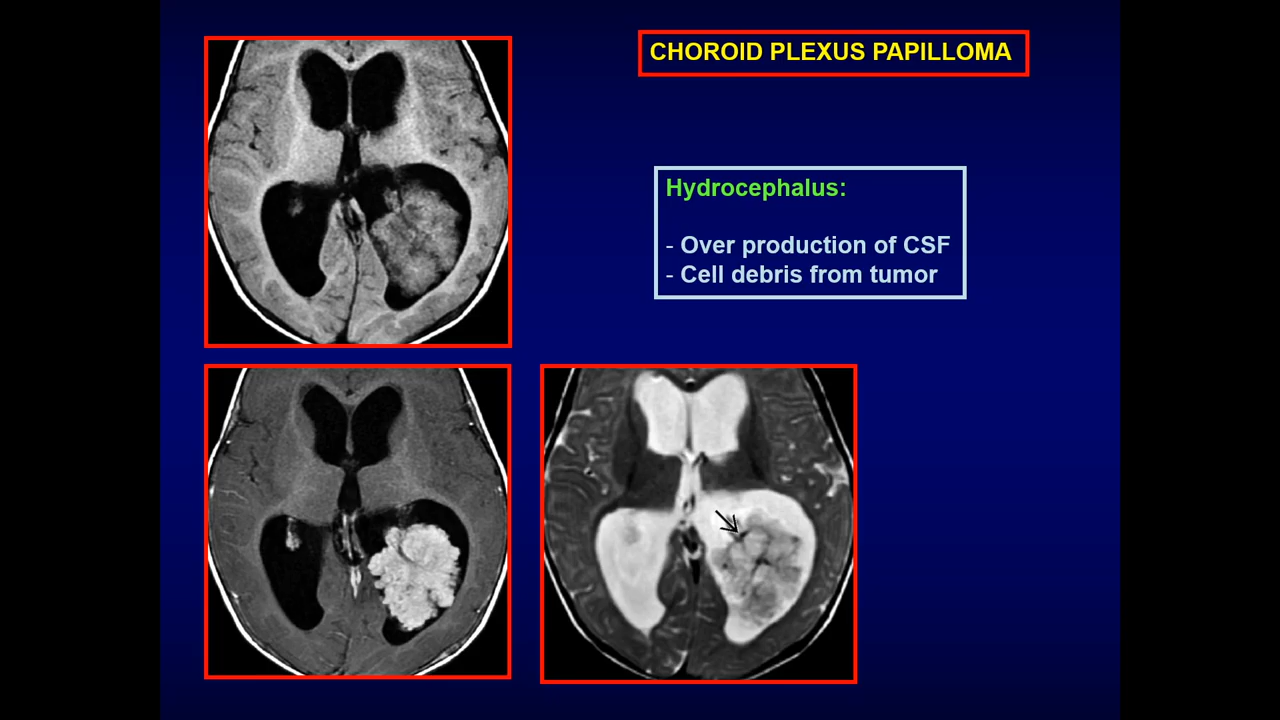 CHOROID PLEXUS PAPILLOMA
Hydrocephalus:
- Over production of CSF
- Cell debris from tumor